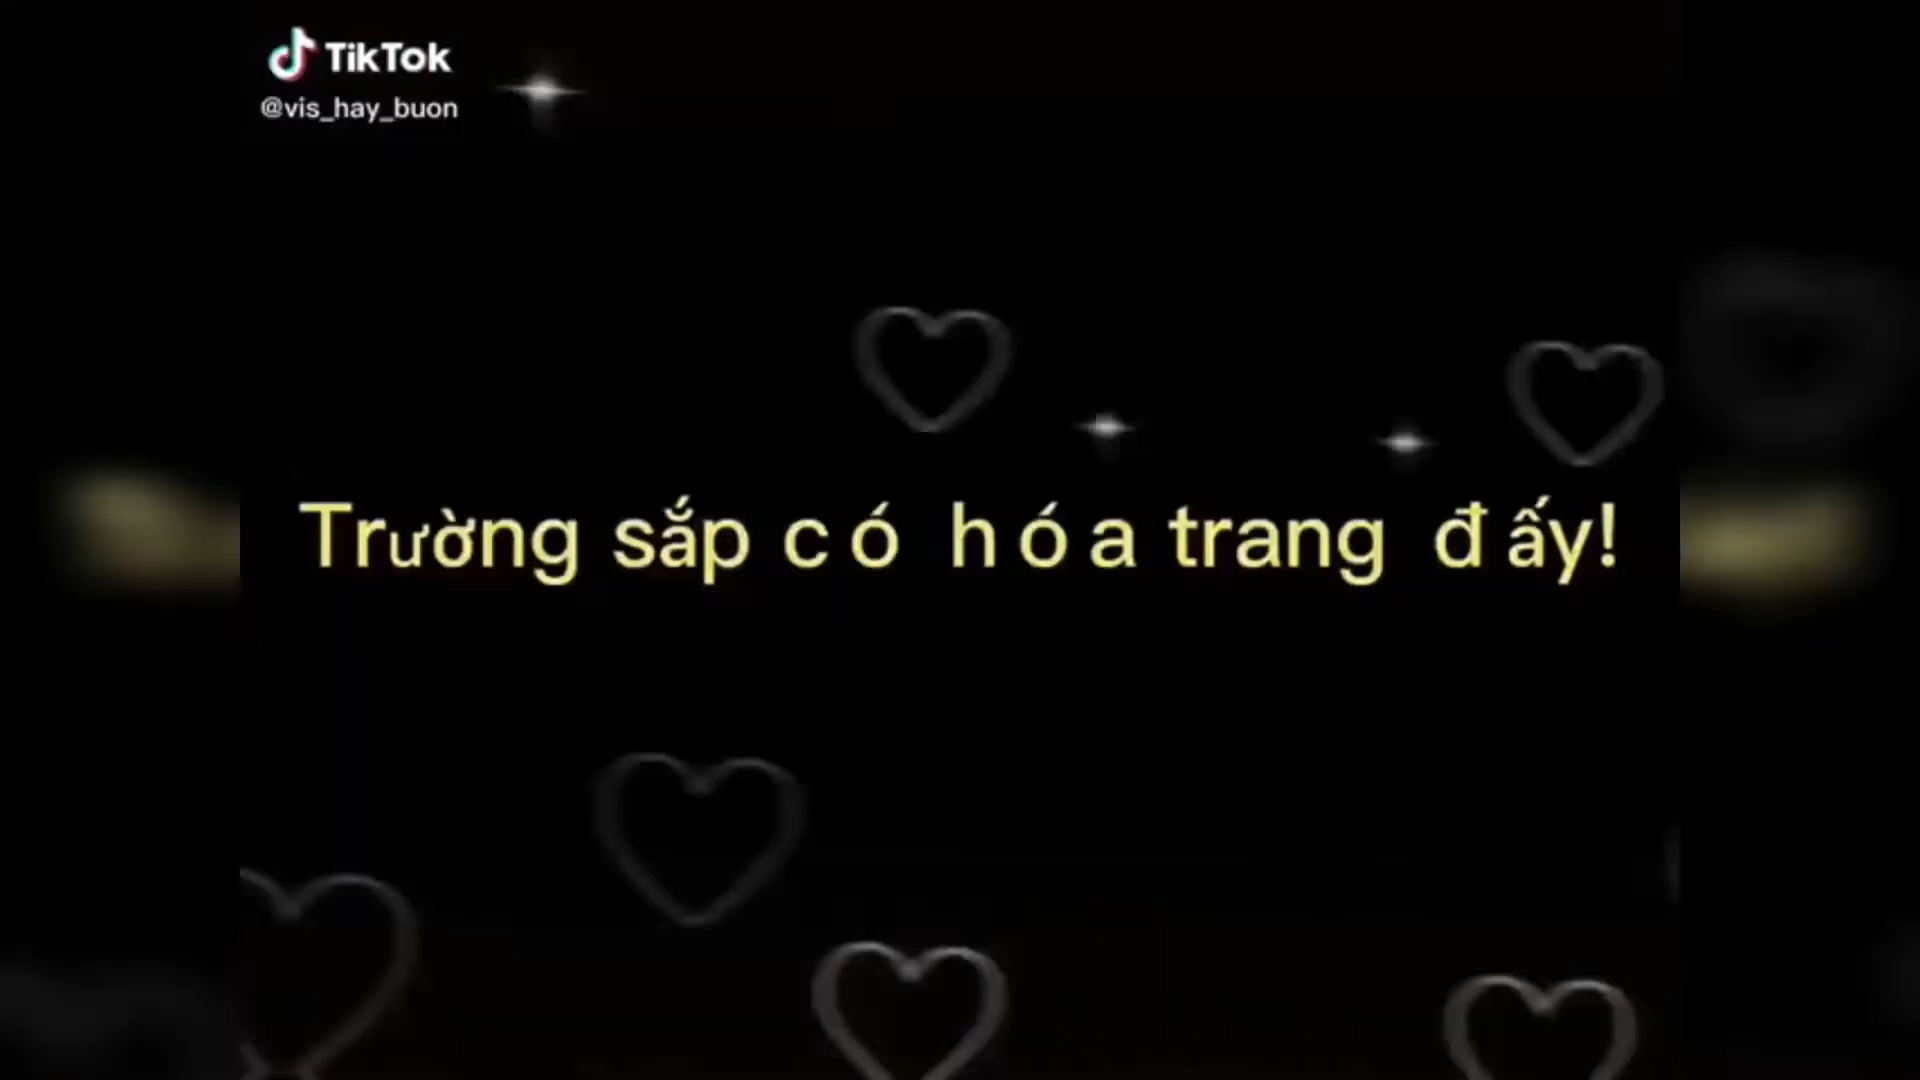 TikTok
@vis_hay_buon
Trường sắp có hóa trang đấy!